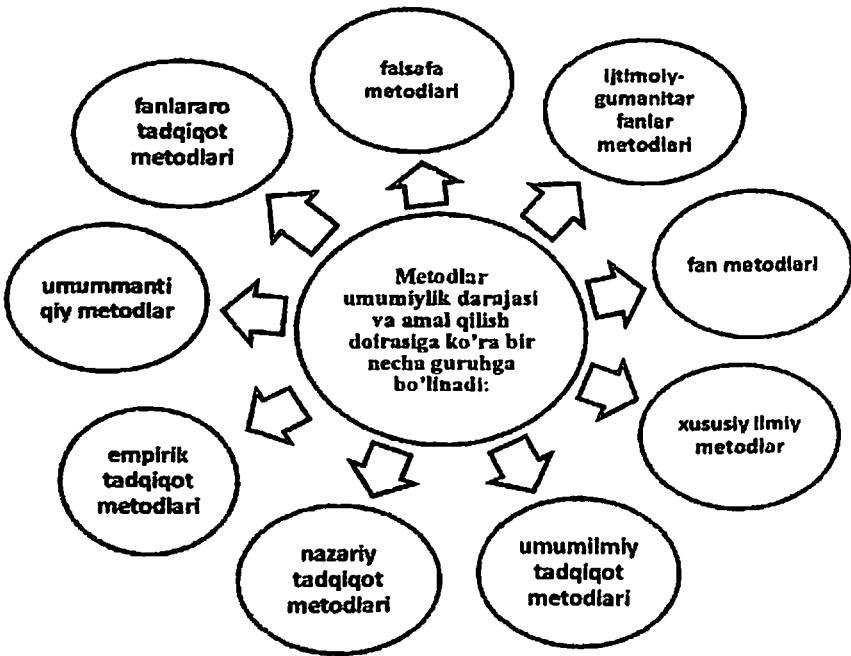 falsafa
metodlari
Ijtimoiy-
gumanitar
fanlar
metodlari
fan metodlari
xususiy ilmiy
metodlar
umumilmiy
tadqiqot
metodlari
nazariy
tadqiqot
metodlari
empirik
tadqiqot
metodlari
umummanti
qiy metodlar
fanlararo
tadqiqot
metodlari
Metodlar
umumiylik darajasi
va amal qilish
doirasiga ko'ra bir
necha guruhga
bo'linadi: